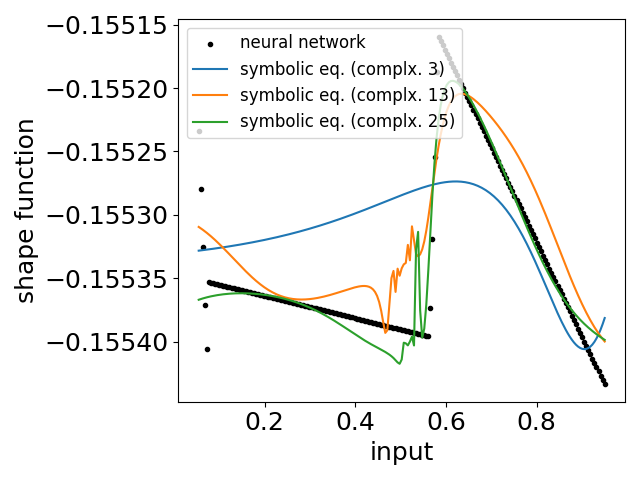 −0.15515
−0.15520
−0.15525
−0.15530
−0.15535
−0.15540
shape function
neural network
symbolic eq. (complx. 3)
symbolic eq. (complx. 13)
symbolic eq. (complx. 25)
0.2 0.4 0.6 0.8
input